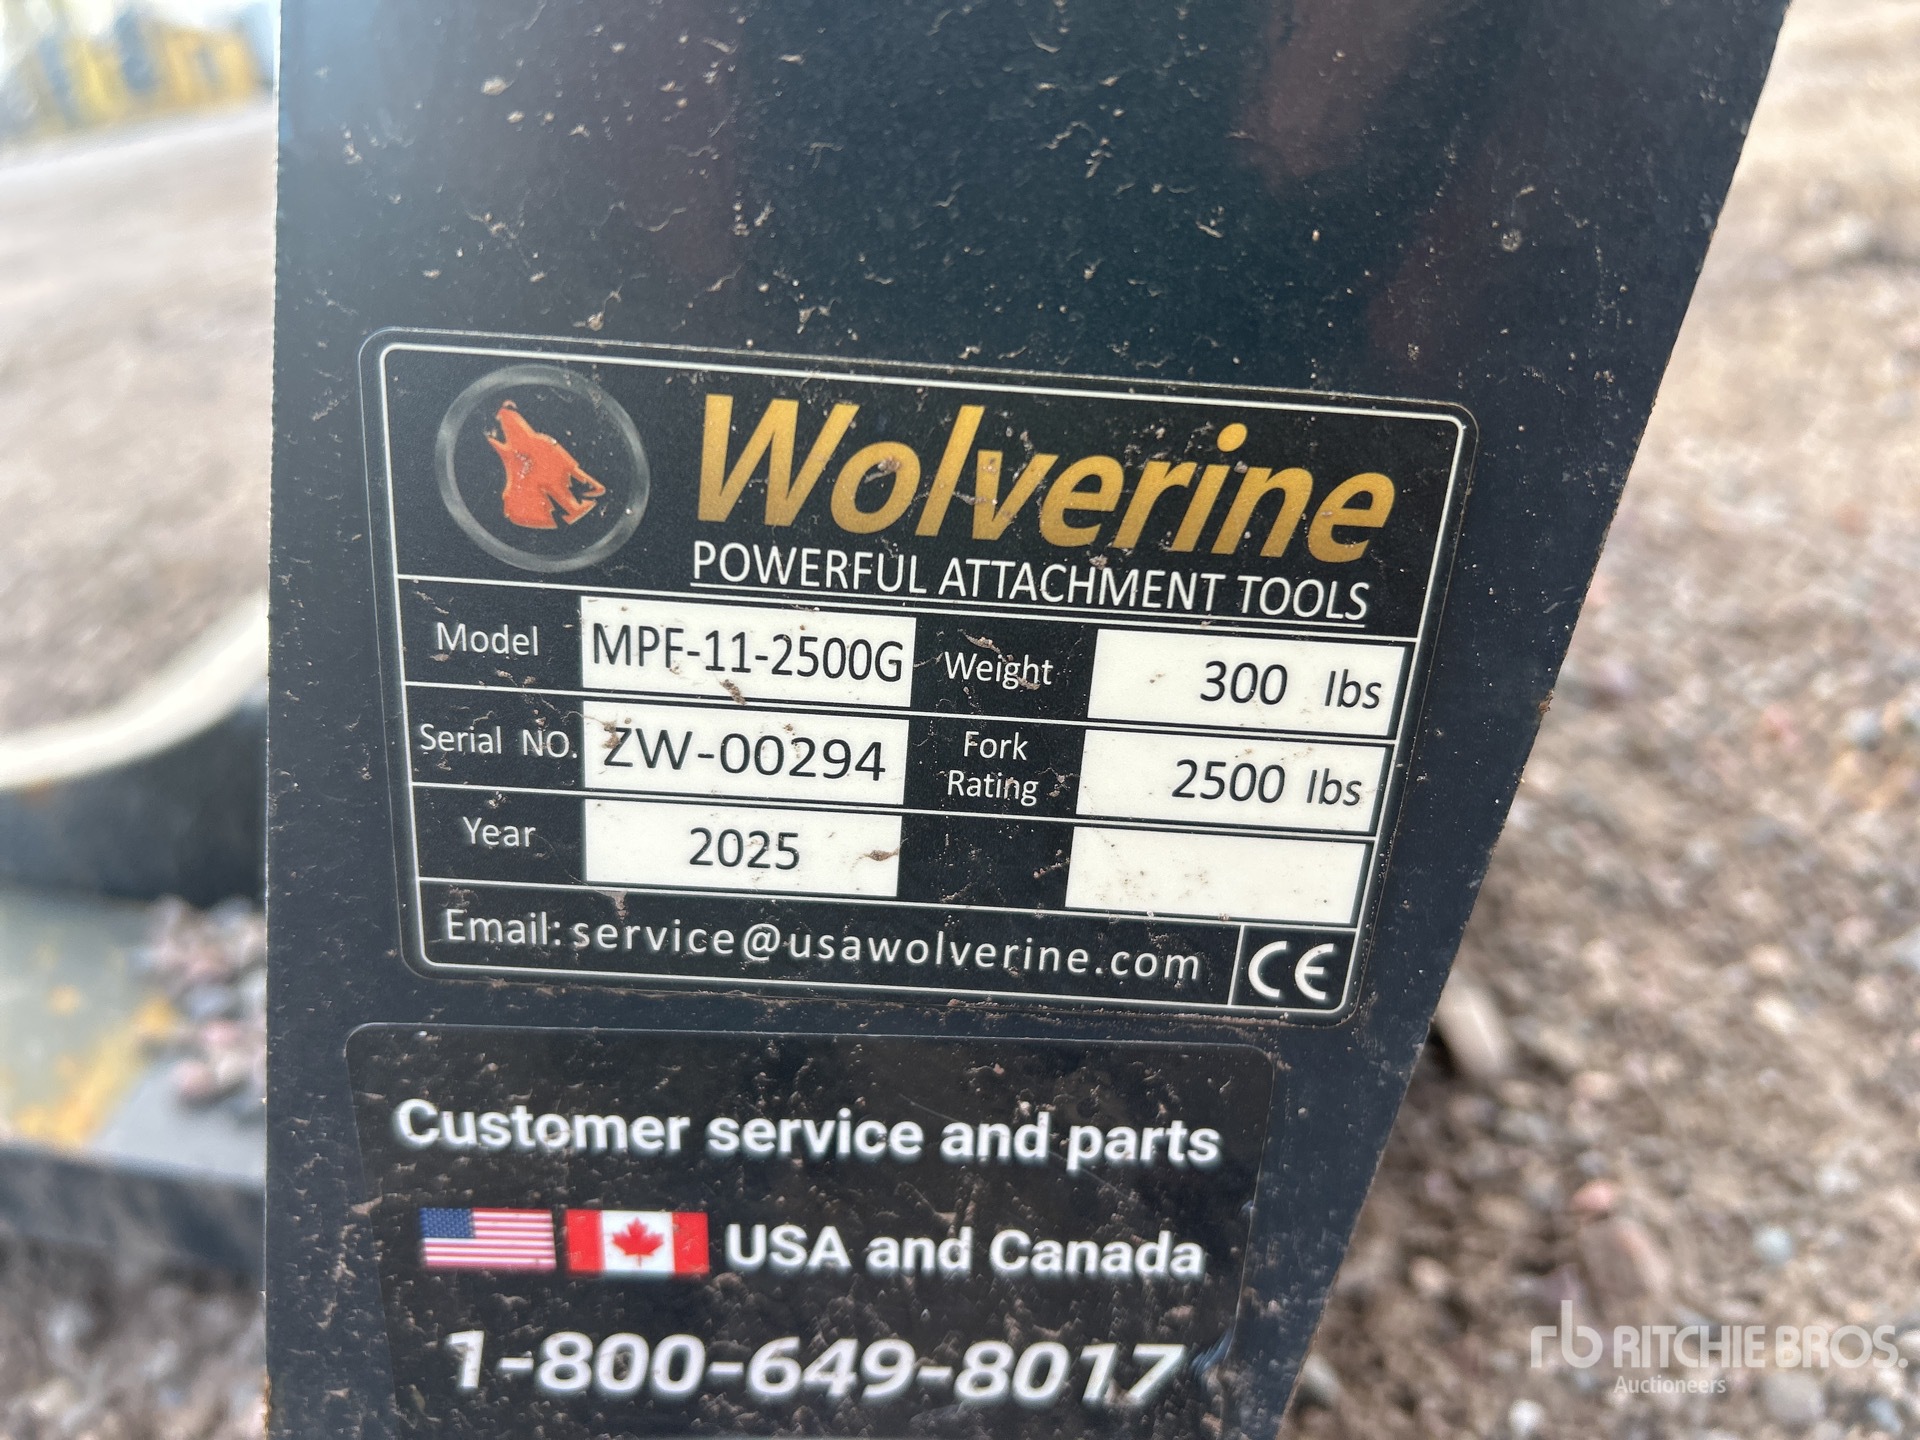 Wolverine
POWERFUL ATTACHMENT TOOLS
Model MPF-11-2500G Weight 300 lbs
Serial NO. ZW-00294 Fork Rating 2500 lbs
Year 2025
Email: service@usawolverine.com CE
Customer service and parts
USA and Canada
1-800-649-8017
rb RITCHIE BROS.
Auctioneers